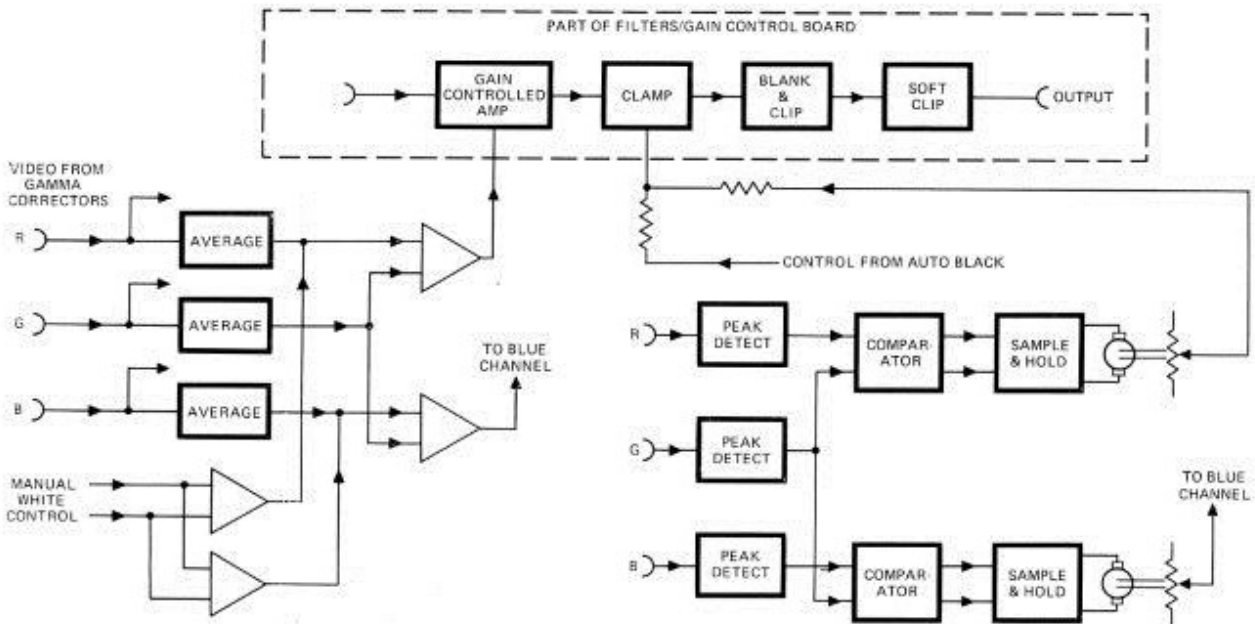 PART OF FILTERS/GAIN CONTROL BOARD
GAIN
CONTROLLED
AMP
CLAMP
BLANK
&
CLIP
SOFT
CLIP
OUTPUT
VIDEO FROM
GAMMA
CORRECTORS
R
AVERAGE
G
AVERAGE
B
AVERAGE
MANUAL
WHITE
CONTROL
TO BLUE
CHANNEL
CONTROL FROM AUTO BLACK
R
PEAK
DETECT
COMPAR-
ATOR
SAMPLE
& HOLD
G
PEAK
DETECT
B
PEAK
DETECT
COMPAR-
ATOR
SAMPLE
& HOLD
TO BLUE
CHANNEL